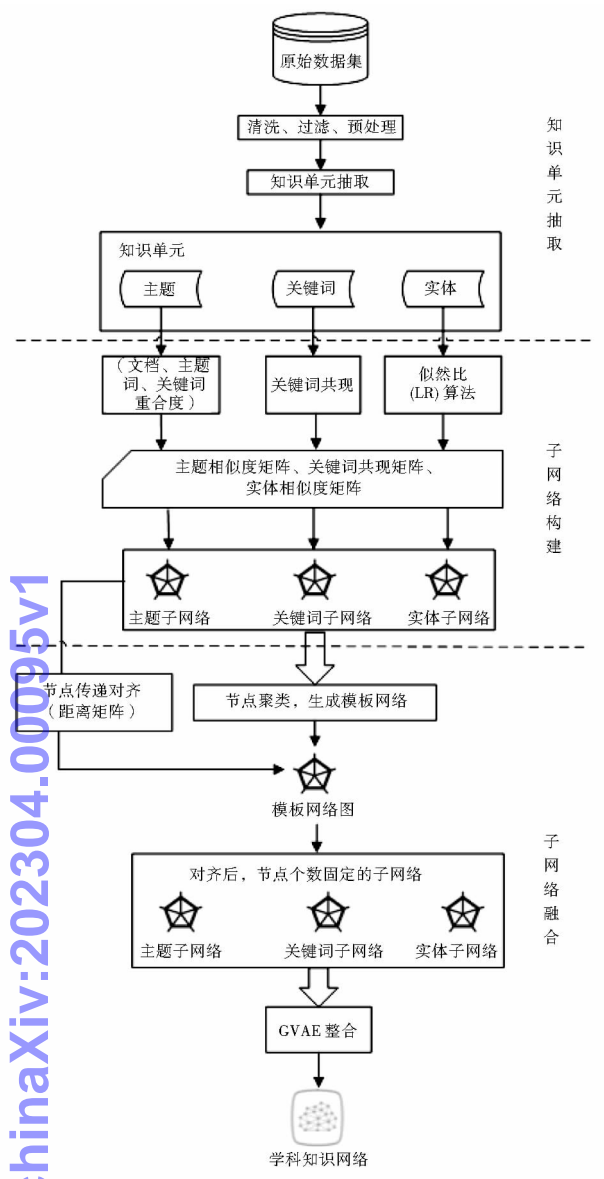 原始数据集
清洗、过滤、预处理
知识单元抽取
知识单元抽取
知识单元
主题
关键词
实体
（文档、主题
词、关键词
重合度）
关键词共现
似然比
(LR) 算法
主题相似度矩阵、关键词共现矩阵、
实体相似度矩阵
子网络构建
主题子网络
关键词子网络
实体子网络
节点传递对齐
（距离矩阵）
节点聚类，生成模板网络
模板网络图
对齐后，节点个数固定的子网络
主题子网络
关键词子网络
实体子网络
子网络融合
GVAE 整合
学科知识网络
chinaXiv:202304.00095v1